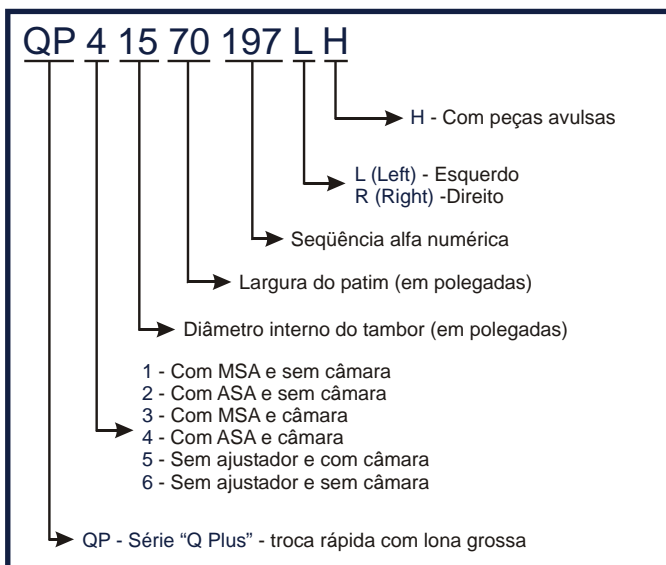 QP 4 15 70 197 L H
H - Com peças avulsas
L (Left) - Esquerdo
R (Right) -Direito
Seqüência alfa numérica
Largura do patim (em polegadas)
Diâmetro interno do tambor (em polegadas)
1 - Com MSA e sem câmara
2 - Com ASA e sem câmara
3 - Com MSA e câmara
4 - Com ASA e câmara
5 - Sem ajustador e com câmara
6 - Sem ajustador e sem câmara
QP - Série “Q Plus” - troca rápida com lona grossa